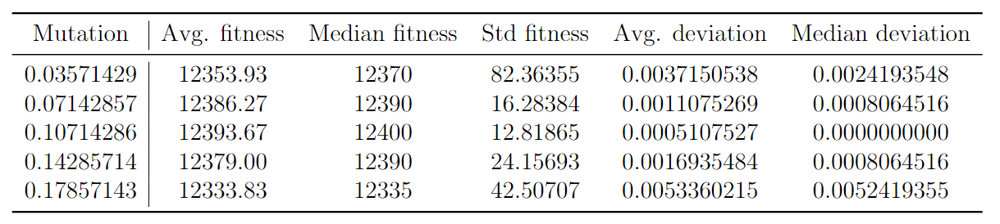 Mutation Avg. fitness Median fitness Std fitness Avg. deviation Median deviation
0.03571429 12353.93 12370 82.36355 0.0037150538 0.0024193548
0.07142857 12386.27 12390 16.28384 0.0011075269 0.0008064516
0.10714286 12393.67 12400 12.81865 0.0005107527 0.0000000000
0.14285714 12379.00 12390 24.15693 0.0016935484 0.0008064516
0.17857143 12333.83 12335 42.50707 0.0053360215 0.0052419355